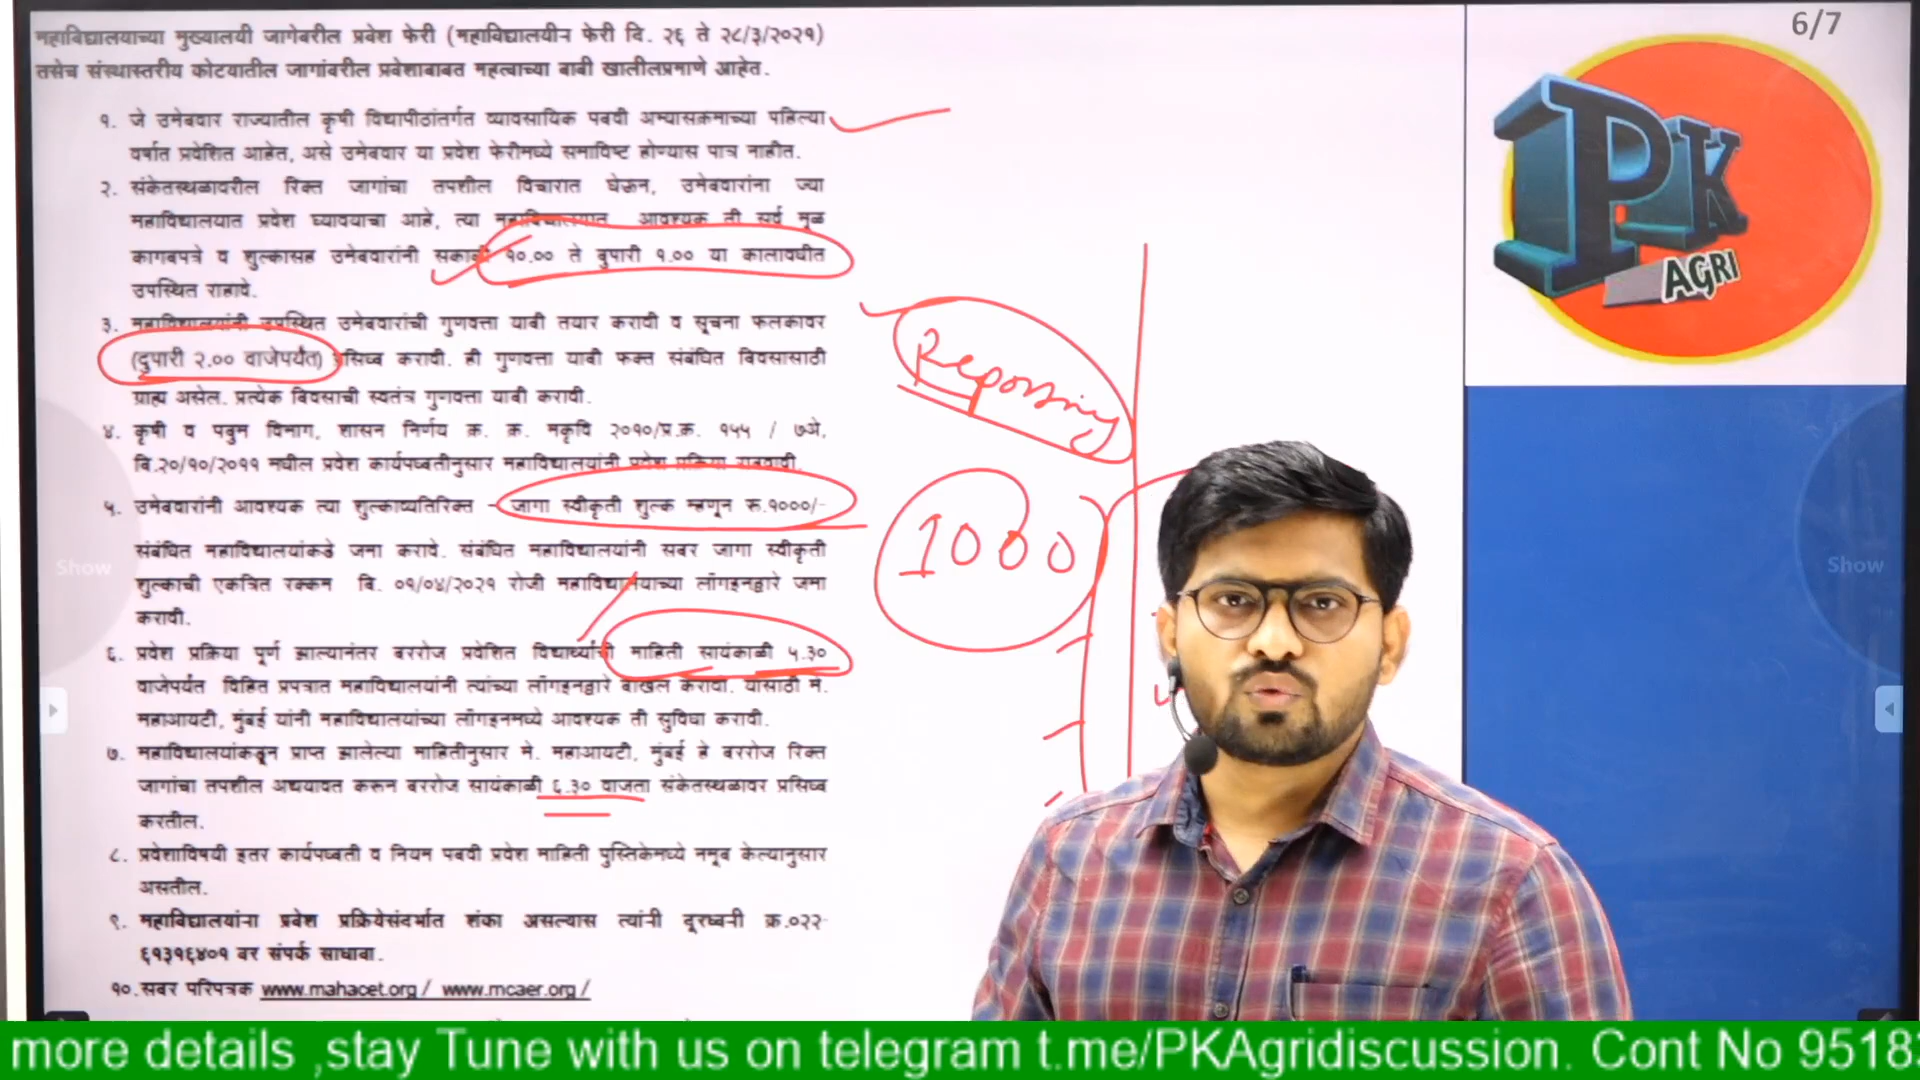 6/7
महाविद्यालयाच्या मुख्यालयी जागेवरील प्रवेश फेरी (महाविद्यालयीन फेरी दि. २६ ते २८/३/२०२१)
तसेच संस्थास्तरीय कोटयातील जागांवरील प्रवेशाबाबत महत्वाच्या बाबी खालीलप्रमाणे आहेत.
१. जे उमेदवार राज्यातील कृषी विद्यापीठांतर्गत व्यावसायिक पदवी अभ्यासक्रमाच्या पहिल्या
वर्षात प्रवेशित आहेत, असे उमेदवार या प्रवेश फेरीमध्ये समाविष्ट होण्यास पात्र नाहीत.
२. संकेतस्थळावरील रिक्त जागांचा तपशील विचारात घेऊन, उमेदवारांना ज्या
महाविद्यालयात प्रवेश घ्यावयाचा आहे, त्या महाविद्यालयात आवश्यक ती सर्व मूळ
कागदपत्रे व शुल्कासह उमेदवारांनी सकाळी १०.०० ते दुपारी १.०० या कालावधीत
उपस्थित राहावे.
३. महाविद्यालयांनी उपस्थित उमेदवारांची गुणवत्ता यादी तयार करावी व सूचना फलकावर
(दुपारी २.०० वाजेपर्यंत) प्रसिध्द करावी. ही गुणवत्ता यादी फक्त संबंधित दिवसासाठी
ग्राह्य असेल. प्रत्येक दिवसाची स्वतंत्र गुणवत्ता यादी करावी.
४. कृषी व पदुम विभाग, शासन निर्णय क्र. क्र. मकृवि २०१०/प्र.क्र. १५५ / ७अे,
दि.२०/१०/२०११ मधील प्रवेश कार्यपध्दतीनुसार महाविद्यालयांनी प्रवेश प्रक्रिया राबवावी.
५. उमेदवारांनी आवश्यक त्या शुल्काव्यतिरिक्त - जागा स्वीकृती शुल्क म्हणून रु.१०००/-
संबंधित महाविद्यालयांकडे जमा करावे. संबंधित महाविद्यालयांनी सदर जागा स्वीकृती
शुल्काची एकत्रित रक्कम दि. ०१/०४/२०२१ रोजी महाविद्यालयाच्या लॉगइनद्वारे जमा
करावी.
६. प्रवेश प्रक्रिया पूर्ण झाल्यानंतर दररोज प्रवेशित विद्यार्थ्यांची माहिती सायंकाळी ५.३०
वाजेपर्यंत विहित प्रपत्रात महाविद्यालयांनी त्यांच्या लॉगइनद्वारे दाखल करावी. यासाठी मे.
महाआयटी, मुंबई यांनी महाविद्यालयांच्या लॉगइनमध्ये आवश्यक ती सुविधा करावी.
७. महाविद्यालयांकडून प्राप्त झालेल्या माहितीनुसार मे. महाआयटी, मुंबई हे दररोज रिक्त
जागांचा तपशील अद्ययावत करून दररोज सायंकाळी ६.३० वाजता संकेतस्थळावर प्रसिध्द
करतील.
८. प्रवेशाविषयी इतर कार्यपध्दती व नियम पदवी प्रवेश माहिती पुस्तिकेमध्ये नमूद केल्यानुसार
असतील.
९. महाविद्यालयांना प्रवेश प्रक्रियेसंदर्भात शंका असल्यास त्यांनी दूरध्वनी क्र.०२२-
६१३१६४०१ वर संपर्क साधावा.
१०. सदर परिपत्रक www.mahacet.org / www.mcaer.org /
1000
PK
AGRI
Show
Show
more details ,stay Tune with us on telegram t.me/PKAgridiscussion. Cont No 9518